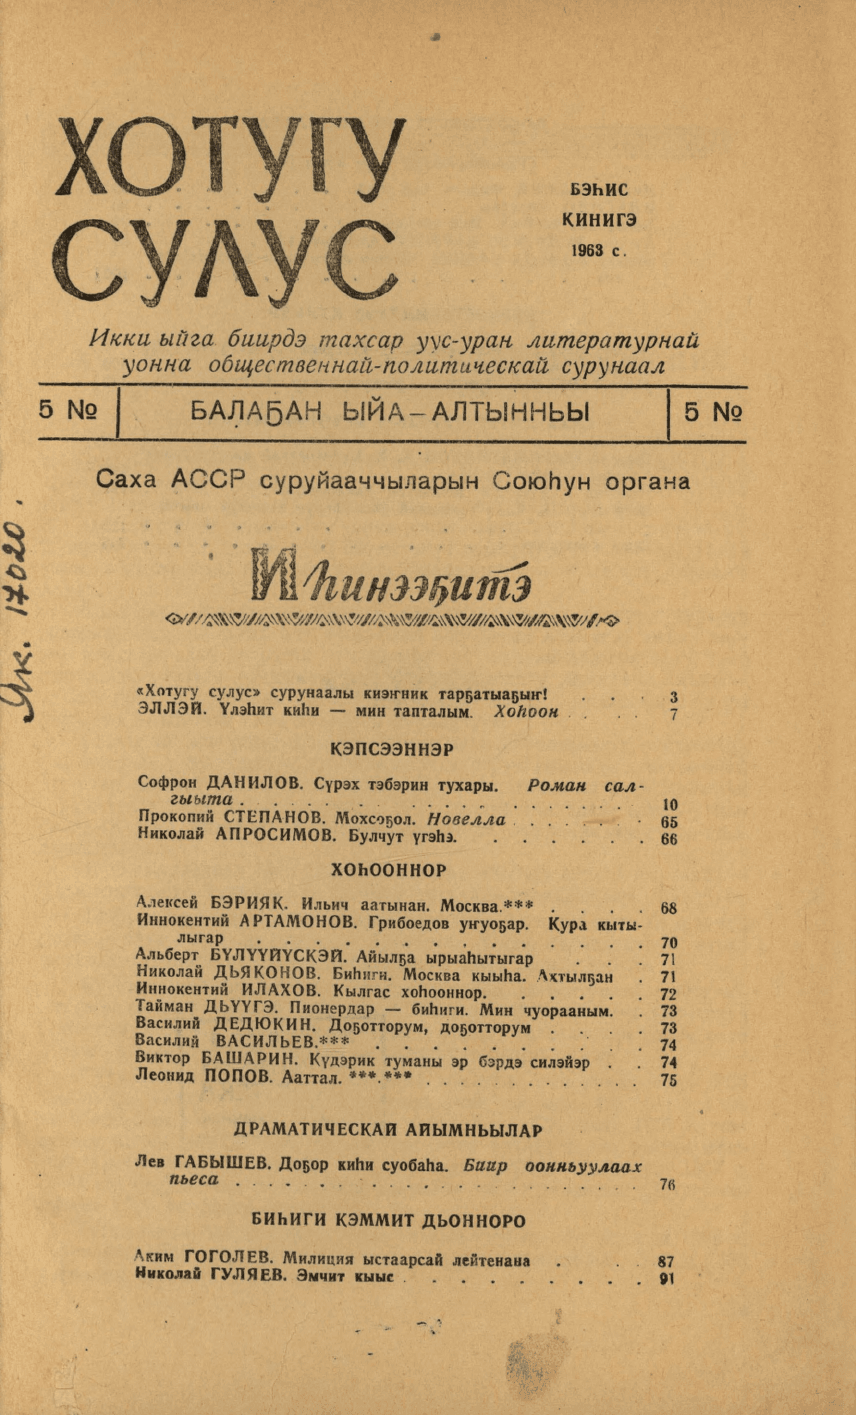 ХОТУГУ
СУЛУС
БЭҺИС
КИНИГЭ
1963 с.
Икки ыйга биирдэ тахсар уус-уран литературнай
уонна общественнай-политическай сурунаал
5 № БАЛАҔАН ЫЙА – АЛТЫННЬЫ 5 №
Саха АССР суруйааччыларын Союһун органа
Як. 17020.
Иһинээҕитэ
«Хотугу сулус» сурунаалы киэҥник тарҕатыаҕыҥ! . . . 3
ЭЛЛЭЙ. Үлэһит киһи — мин тапталым. Хоһоон . . . . 7
КЭПСЭЭННЭР
Софрон ДАНИЛОВ. Сүрэх тэбэрин тухары. Роман сал-
гыыта . . . . . . . . . . . . . 10
Прокопий СТЕПАНОВ. Мохсоҕол. Новелла . . . . . . 65
Николай АПРОСИМОВ. Булчут үгэһэ. . . . . . . 66
ХОҺООННОР
Алексей БЭРИЯК. Ильич аатынан. Москва.*** . . . . 68
Иннокентий АРТАМОНОВ. Грибоедов уҥуоҕар. Кура кыты-
лыгар . . . . . . . . . . . . . . 70
Альберт БҮЛҮҮЙҮСКЭЙ. Айылҕа ырыаһытыгар . . . 71
Николай ДЬЯКОНОВ. Биһиги. Москва кыыһа. Ахтылҕан . 71
Иннокентий ИЛАХОВ. Кылгас хоһооннор. . . . . . 72
Тайман ДЬҮҮГЭ. Пионердар — биһиги. Мин чуорааным. . 73
Василий ДЕДЮКИН. Доҕотторум, доҕотторум . . . . 73
Василий ВАСИЛЬЕВ.*** . . . . . . . . . . 74
Виктор БАШАРИН. Күдэрик туманы эр бэрдэ силэйэр . . 74
Леонид ПОПОВ. Ааттал. ***.*** . . . . . . . . 75
ДРАМАТИЧЕСКАЙ АЙЫМНЬЫЛАР
Лев ГАБЫШЕВ. Доҕор киһи суобаһа. Биир оонньуулаах
пьеса . . . . . . . . . . . . . . 76
БИҺИГИ КЭММИТ ДЬОННОРО
Аким ГОГОЛЕВ. Милиция ыстаарсай лейтенана . . . 87
Николай ГУЛЯЕВ. Эмчит кыыс . . . . . . . . . 91